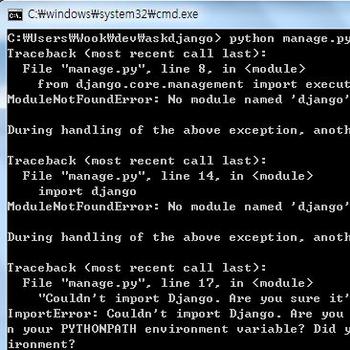 C:₩windows₩system32₩cmd.exe
C:₩Users₩Wook₩dev₩askdjango> python manage.py
Traceback (most recent call last):
File "manage.py", line 8, in <module>
from django.core.management import execut
ModuleNotFoundError: No module named 'django'
During handling of the above exception, anoth
Traceback (most recent call last):
File "manage.py", line 14, in <module>
import django
ModuleNotFoundError: No module named 'django'
During handling of the above exception, anoth
Traceback (most recent call last):
File "manage.py", line 17, in <module>
"Couldn't import Django. Are you sure it'
ImportError: Couldn't import Django. Are you
n your PYTHONPATH environment variable? Did y
ironment?